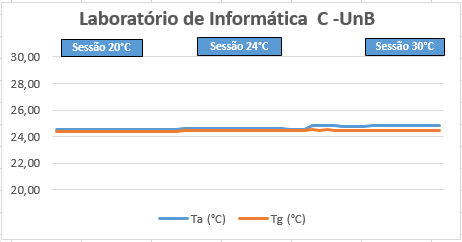 Laboratório de Informática  C -UnB
Sessão 20°C
Sessão 24°C
Sessão 30°C
30,00
28,00
26,00
24,00
22,00
20,00
Ta (°C)
Tg (°C)